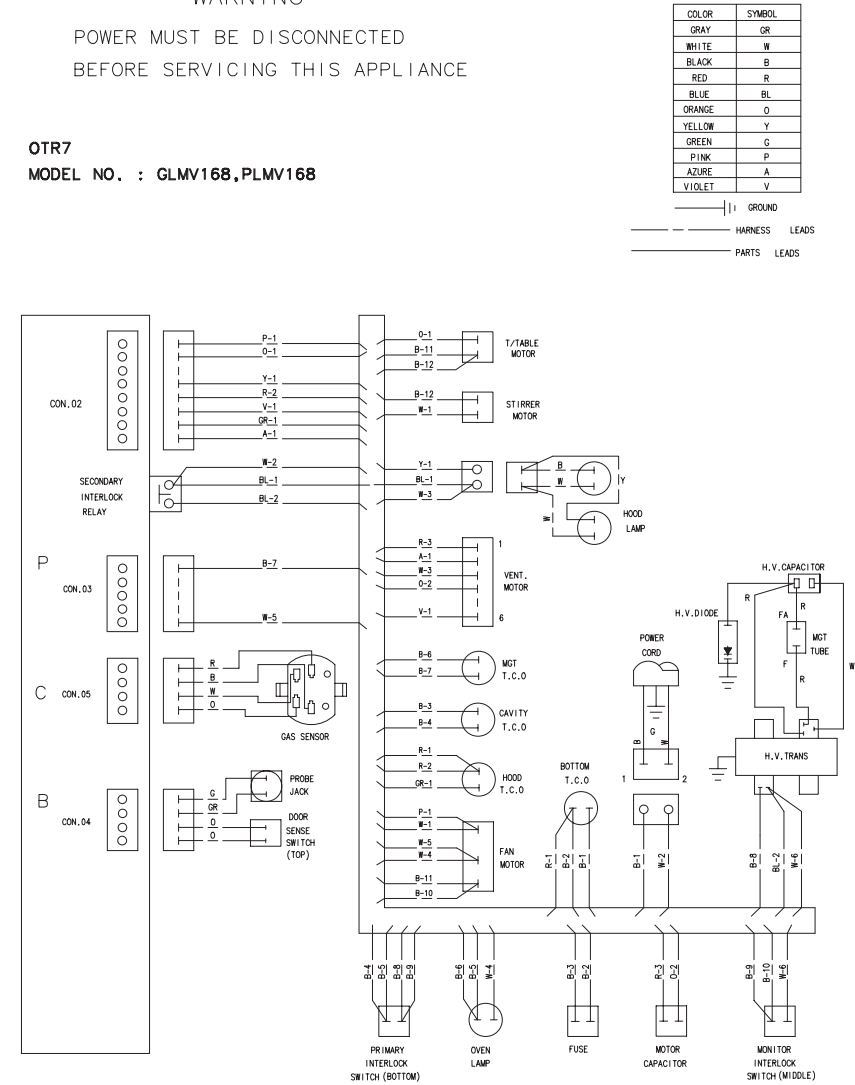 WARNING
POWER MUST BE DISCONNECTED
BEFORE SERVICING THIS APPLIANCE
OTR7
MODEL NO. : GLMV168,PLMV168
COLOR SYMBOL
GRAY GR
WHITE W
BLACK B
RED R
BLUE BL
ORANGE O
YELLOW Y
GREEN G
PINK P
AZURE A
VIOLET V
GROUND
HARNESS LEADS
PARTS LEADS
CON.02
P-1
O-1
Y-1
R-2
V-1
GR-1
A-1
SECONDARY
INTERLOCK
RELAY
W-2
BL-1
BL-2
P
CON.03
B-7
W-5
C
CON.05
R
B
W
O
GAS SENSOR
B
CON.04
G
GR
O
O
PROBE
JACK
DOOR
SENSE
SWITCH
(TOP)
O-1
B-11
B-12
T/TABLE
MOTOR
B-12
W-1
STIRRER
MOTOR
Y-1
BL-1
W-3
B
W
Y
W
HOOD
LAMP
R-3
A-1
W-3
O-2
V-1
1
6
VENT.
MOTOR
B-6
B-7
MGT
T.C.O
B-3
B-4
CAVITY
T.C.O
R-1
R-2
GR-1
HOOD
T.C.O
P-1
W-1
W-5
W-4
B-11
B-10
FAN
MOTOR
BOTTOM
T.C.O
R-1
B-2
B-1
POWER
CORD
B
G
W
1
2
B-1
W-2
H.V.CAPACITOR
H.V.DIODE
R
R
FA
MGT
TUBE
F
R
W
H.V.TRANS
B-8
BL-2
W-6
B-4
B-5
B-8
B-9
PRIMARY
INTERLOCK
SWITCH(BOTTOM)
B-6
B-5
W-4
OVEN
LAMP
B-3
B-2
FUSE
R-3
O-2
MOTOR
CAPACITOR
B-9
B-10
W-6
MONITOR
INTERLOCK
SWITCH(MIDDLE)